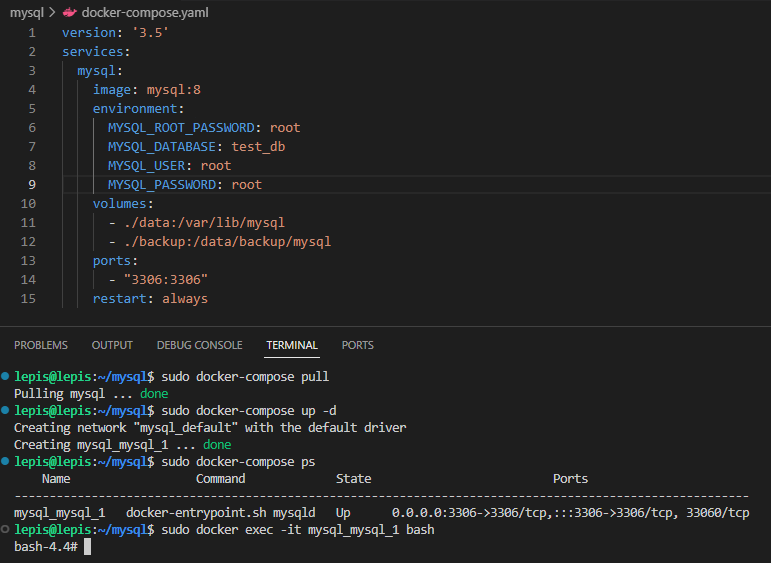 mysql > docker-compose.yaml
1 version: '3.5'
2 services:
3   mysql:
4     image: mysql:8
5     environment:
6       MYSQL_ROOT_PASSWORD: root
7       MYSQL_DATABASE: test_db
8       MYSQL_USER: root
9       MYSQL_PASSWORD: root
10     volumes:
11       - ./data:/var/lib/mysql
12       - ./backup:/data/backup/mysql
13     ports:
14       - "3306:3306"
15     restart: always
PROBLEMS OUTPUT DEBUG CONSOLE TERMINAL PORTS
lepis@lepis:~/mysql$ sudo docker-compose pull
Pulling mysql ... done
lepis@lepis:~/mysql$ sudo docker-compose up -d
Creating network "mysql_default" with the default driver
Creating mysql_mysql_1 ... done
lepis@lepis:~/mysql$ sudo docker-compose ps
Name Command State Ports
------------------------------------------------------------------------------------------------
mysql_mysql_1 docker-entrypoint.sh mysqld Up 0.0.0.0:3306->3306/tcp,:::3306->3306/tcp, 33060/tcp
lepis@lepis:~/mysql$ sudo docker exec -it mysql_mysql_1 bash
bash-4.4#